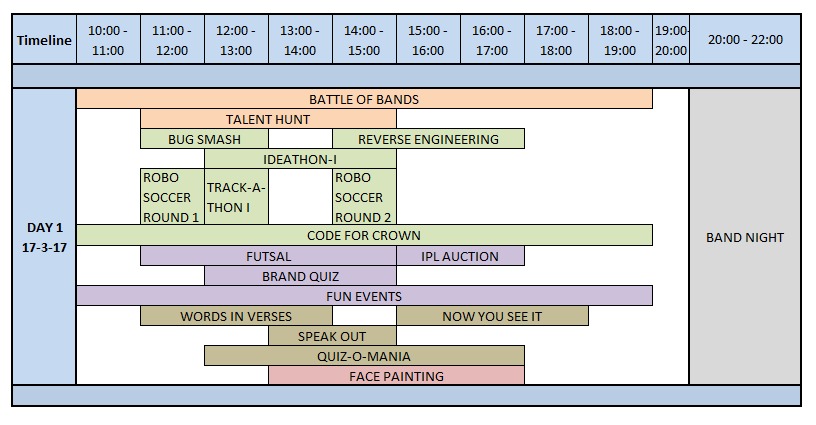 Timeline
10:00 -
11:00
11:00 -
12:00
12:00 -
13:00
13:00 -
14:00
14:00 -
15:00
15:00 -
16:00
16:00 -
17:00
17:00 -
18:00
18:00 -
19:00
19:00-
20:00
20:00 - 22:00
DAY 1
17-3-17
BATTLE OF BANDS
TALENT HUNT
BUG SMASH
REVERSE ENGINEERING
IDEATHON-I
ROBO
SOCCER
ROUND 1
TRACK-A-
THON I
ROBO
SOCCER
ROUND 2
CODE FOR CROWN
FUTSAL
IPL AUCTION
BRAND QUIZ
FUN EVENTS
WORDS IN VERSES
NOW YOU SEE IT
SPEAK OUT
QUIZ-O-MANIA
FACE PAINTING
BAND NIGHT